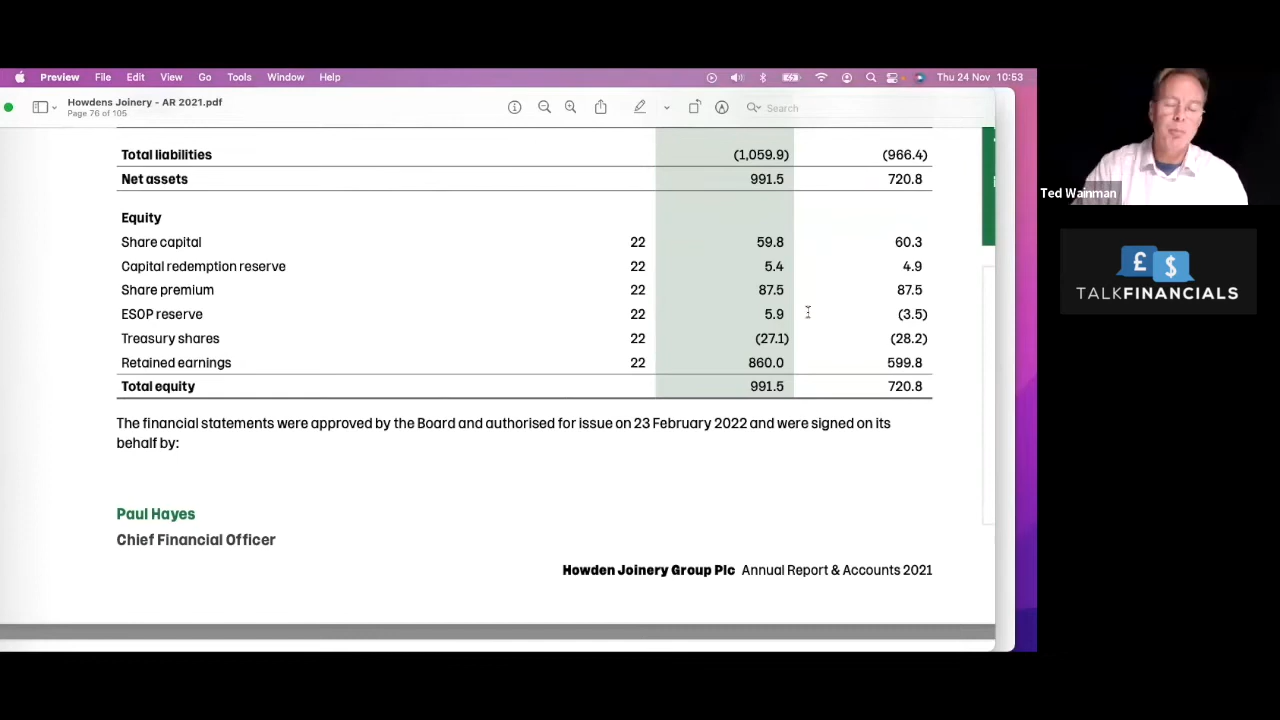 Preview File Edit View Go Tools Window Help Thu 24 Nov 10:53
Howdens Joinery - AR 2021.pdf
Page 76 of 105
Search
Total liabilities (1,059.9) (966.4)
Net assets 991.5 720.8
Equity
Share capital 22 59.8 60.3
Capital redemption reserve 22 5.4 4.9
Share premium 22 87.5 87.5
ESOP reserve 22 5.9 (3.5)
Treasury shares 22 (27.1) (28.2)
Retained earnings 22 860.0 599.8
Total equity 991.5 720.8
The financial statements were approved by the Board and authorised for issue on 23 February 2022 and were signed on its
behalf by:
Paul Hayes
Chief Financial Officer
Howden Joinery Group Plc Annual Report & Accounts 2021
Ted Wainman
£ $
TALKFINANCIALS